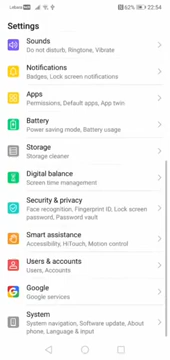 62% 22:54
Settings
Sounds
Do not disturb, Ringtone, Vibrate
Notifications
Badges, Lock screen notifications
Apps
Permissions, Default apps, App twin
Battery
Power saving mode, Battery usage
Storage
Storage cleaner
Digital balance
Screen time management
Security & privacy
Face recognition, Fingerprint ID, Lock screen
password, Password vault
Smart assistance
Accessibility, HiTouch, Motion control
Users & accounts
Users, Accounts
Google
Google services
System
System navigation, Software update, About
phone, Language & input